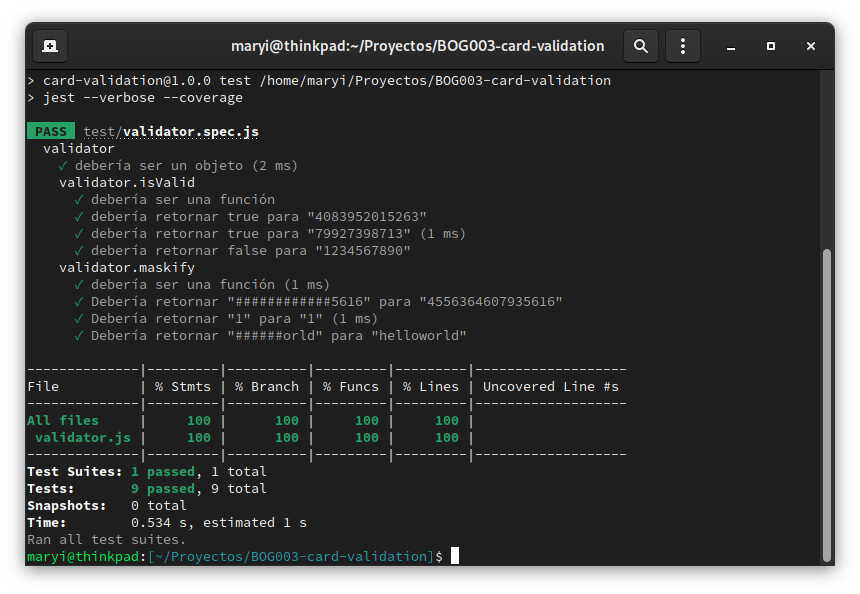 maryi@thinkpad:~/Proyectos/BOG003-card-validation
> card-validation@1.0.0 test /home/maryi/Proyectos/BOG003-card-validation
> jest --verbose --coverage
PASS test/validator.spec.js
validator
✓ debería ser un objeto (2 ms)
validator.isValid
✓ debería ser una función
✓ debería retornar true para "4083952015263"
✓ debería retornar true para "79927398713" (1 ms)
✓ debería retornar false para "1234567890"
validator.maskify
✓ debería ser una función (1 ms)
✓ Debería retornar "############5616" para "4556364607935616"
✓ Debería retornar "1" para "1" (1 ms)
✓ Debería retornar "######orld" para "helloworld"
--------------|---------|----------|---------|---------|-------------------
File | % Stmts | % Branch | % Funcs | % Lines | Uncovered Line #s
--------------|---------|----------|---------|---------|-------------------
All files | 100 | 100 | 100 | 100 |
validator.js | 100 | 100 | 100 | 100 |
--------------|---------|----------|---------|---------|-------------------
Test Suites: 1 passed, 1 total
Tests: 9 passed, 9 total
Snapshots: 0 total
Time: 0.534 s, estimated 1 s
Ran all test suites.
maryi@thinkpad:[~/Proyectos/BOG003-card-validation]$